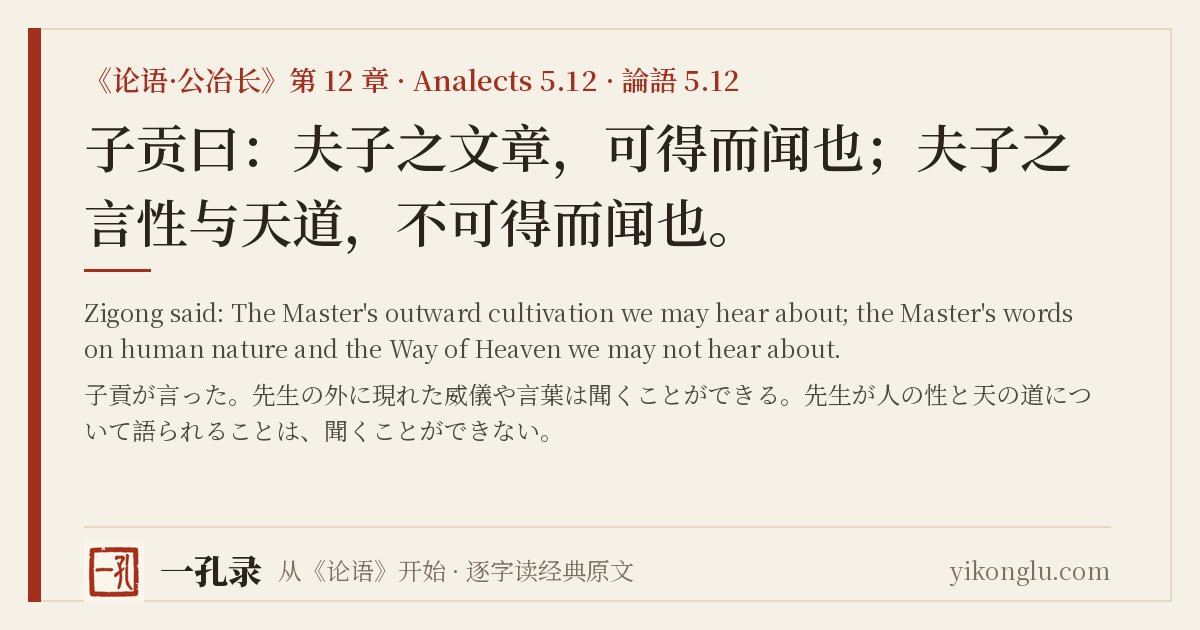 《论语·公冶长》第 12 章 · Analects 5.12 · 論語 5.12
子贡曰：夫子之文章，可得而闻也；夫子之
言性与天道，不可得而闻也。
Zigong said: The Master's outward cultivation we may hear about; the Master's words
on human nature and the Way of Heaven we may not hear about.
子貢が言った。先生の外に現れた威儀や言葉は聞くことができる。先生が人の性と天の道につ
いて語られることは、聞くことができない。
一孔 一孔录 从《论语》开始 · 逐字读经典原文 yikonglu.com